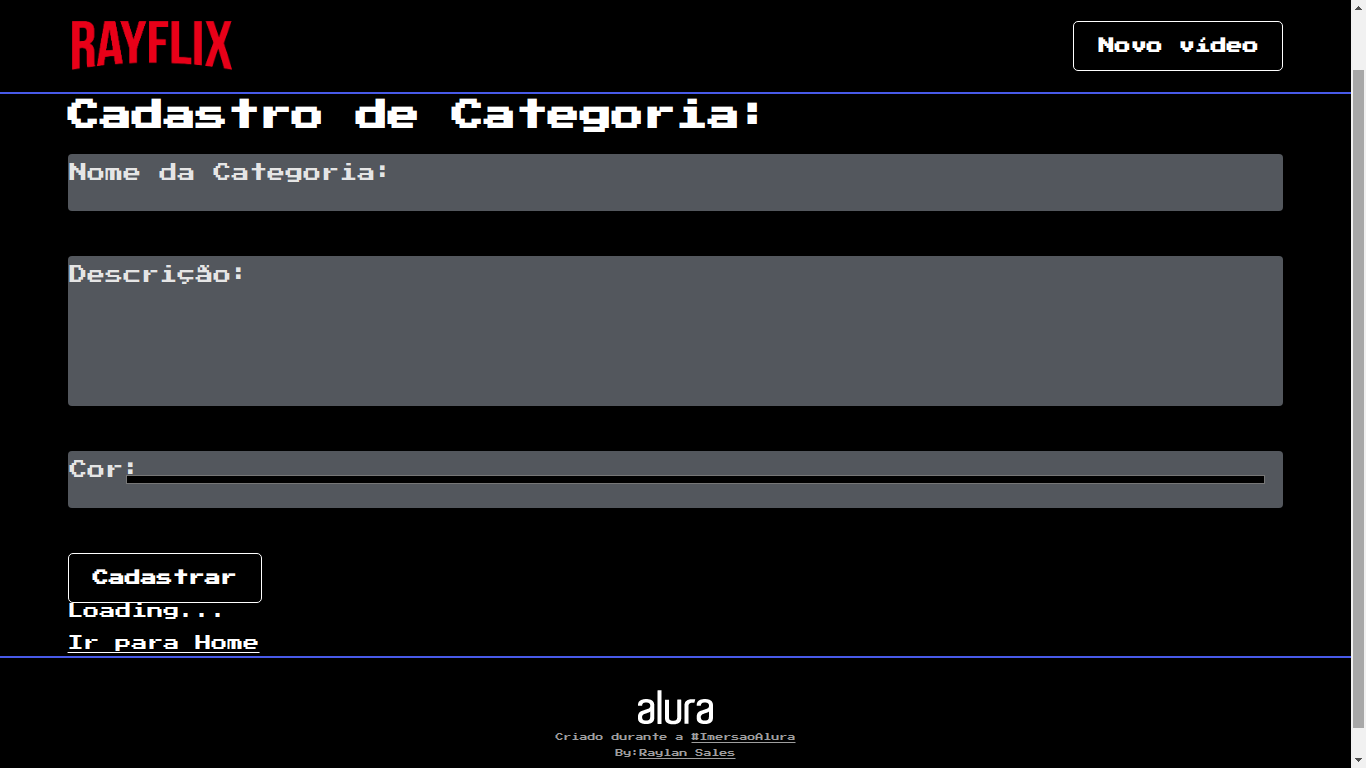 RAYFLIX
Novo vídeo
Cadastro de Categoria:
Nome da Categoria:
Descrição:
Cor:
Cadastrar
Loading...
Ir para Home
alura
Criado durante a #ImersaoAlura
By:Raylan Sales